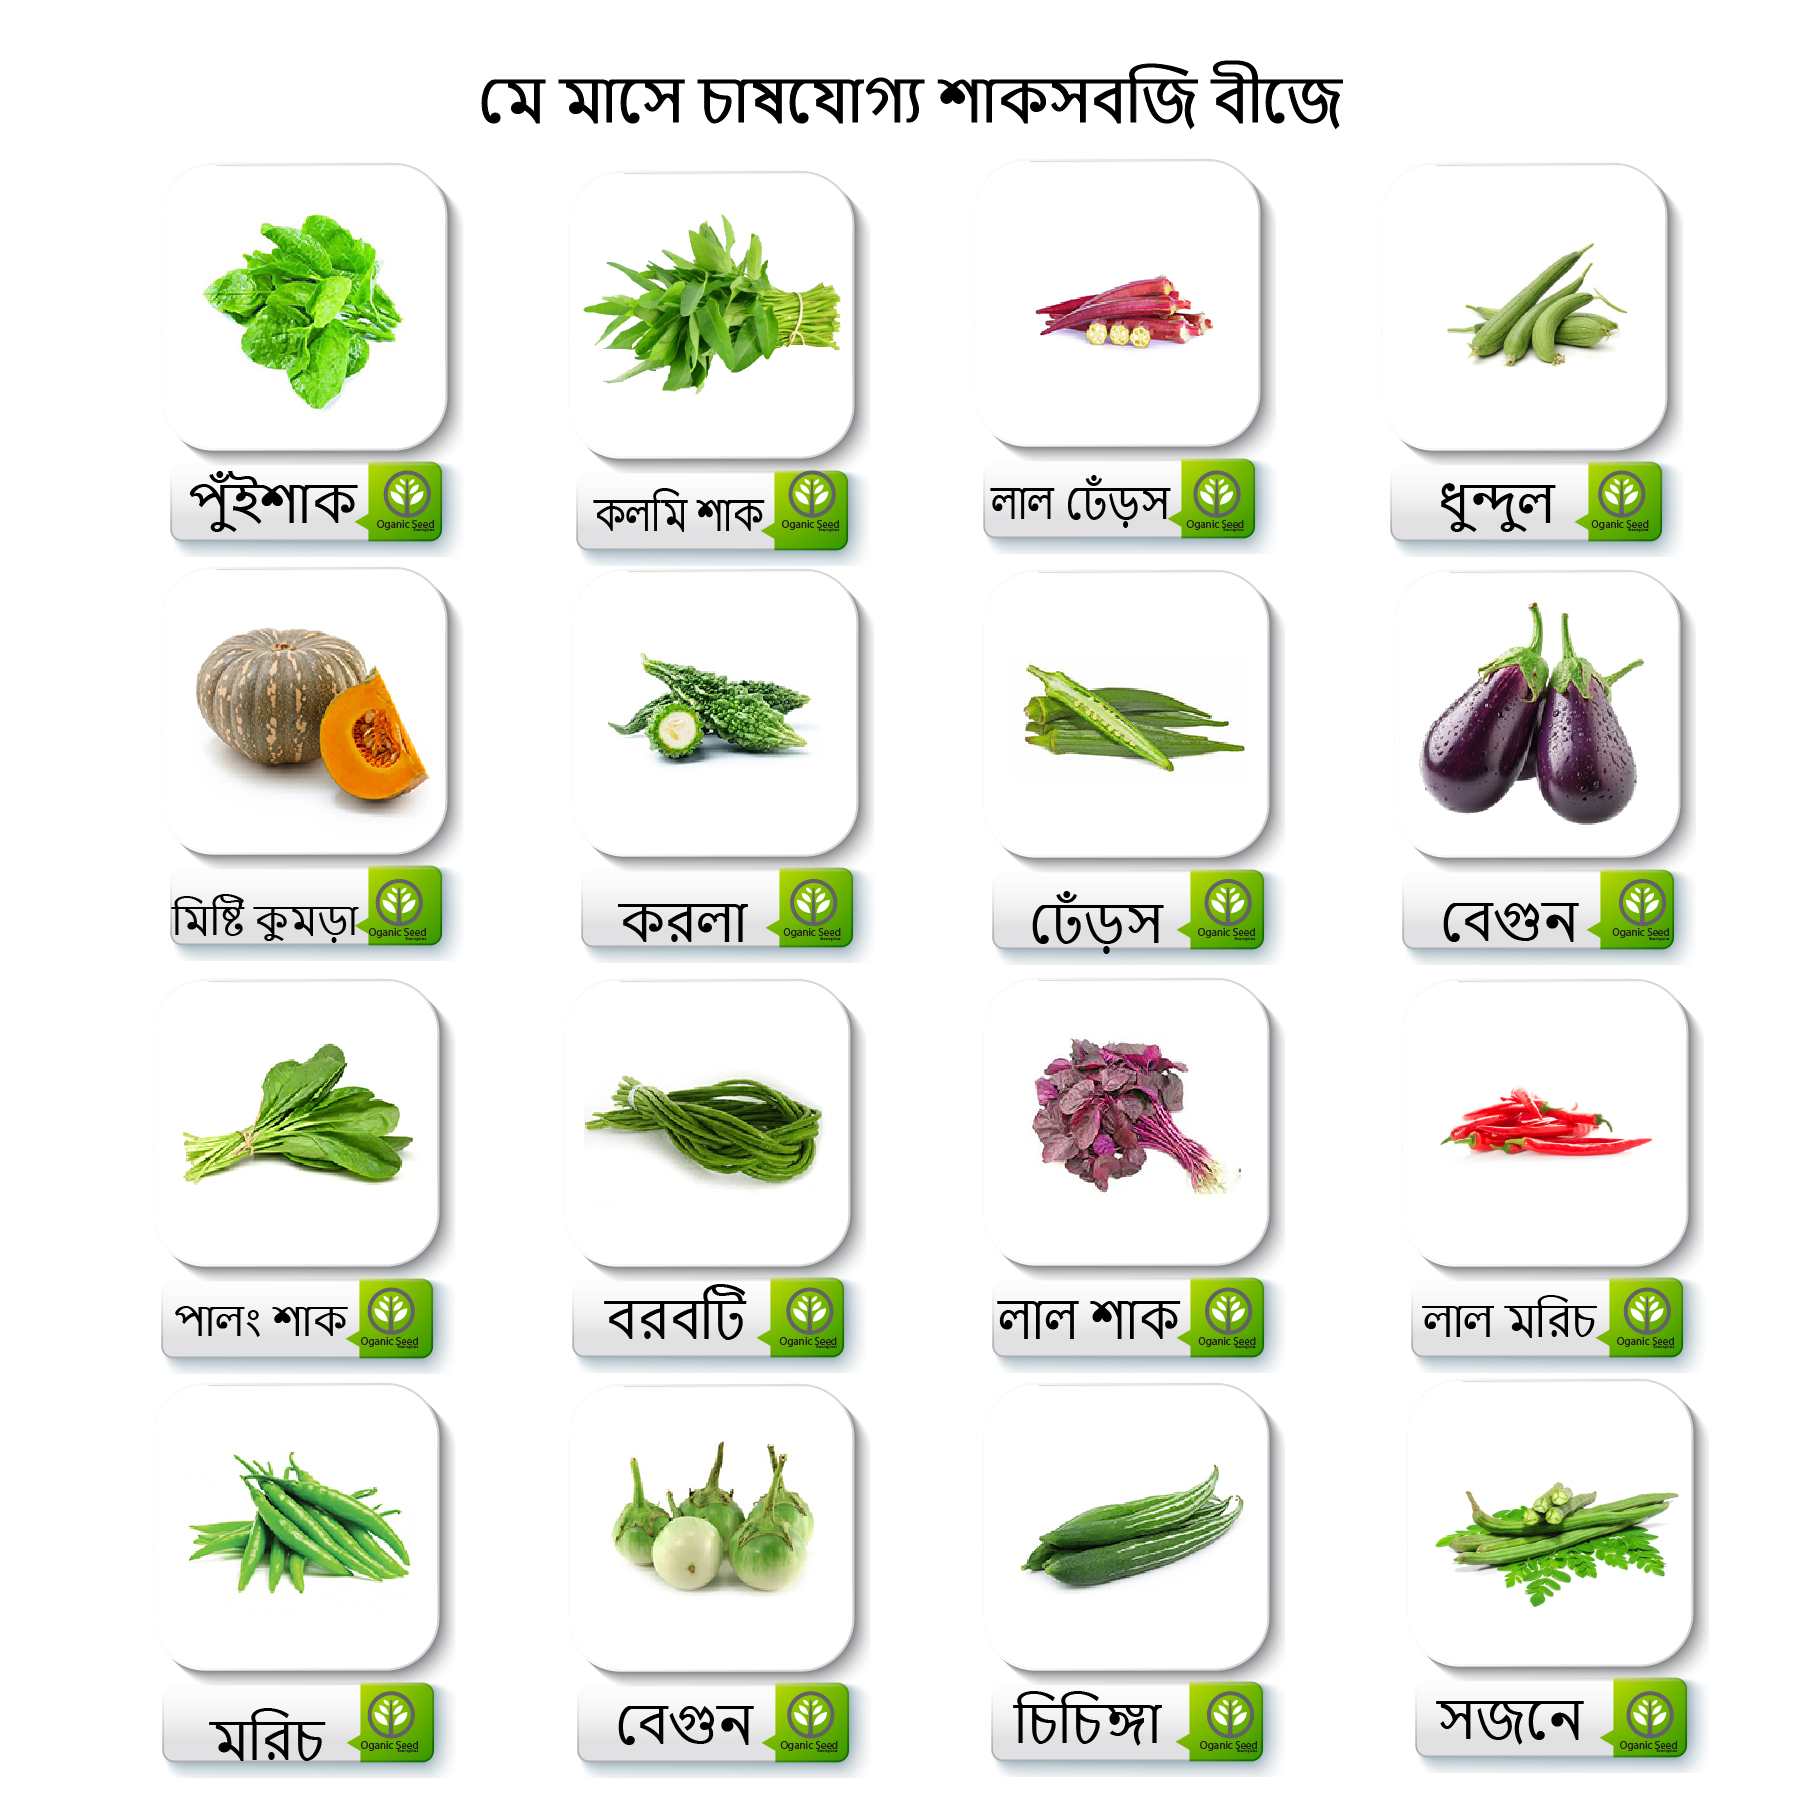 মে মাসে চাষযোগ্য শাকসবজি বীজে
পুঁইশাক
Oganic Seed
কলমি শাক
Oganic Seed
লাল ঢেঁড়স
Oganic Seed
ধুন্দুল
Oganic Seed
মিষ্টি কুমড়া
Oganic Seed
করলা
Oganic Seed
ঢেঁড়স
Oganic Seed
বেগুন
Oganic Seed
পালং শাক
Oganic Seed
বরবটি
Oganic Seed
লাল শাক
Oganic Seed
লাল মরিচ
Oganic Seed
মরিচ
Oganic Seed
বেগুন
Oganic Seed
চিচিঙ্গা
Oganic Seed
সজনে
Oganic Seed